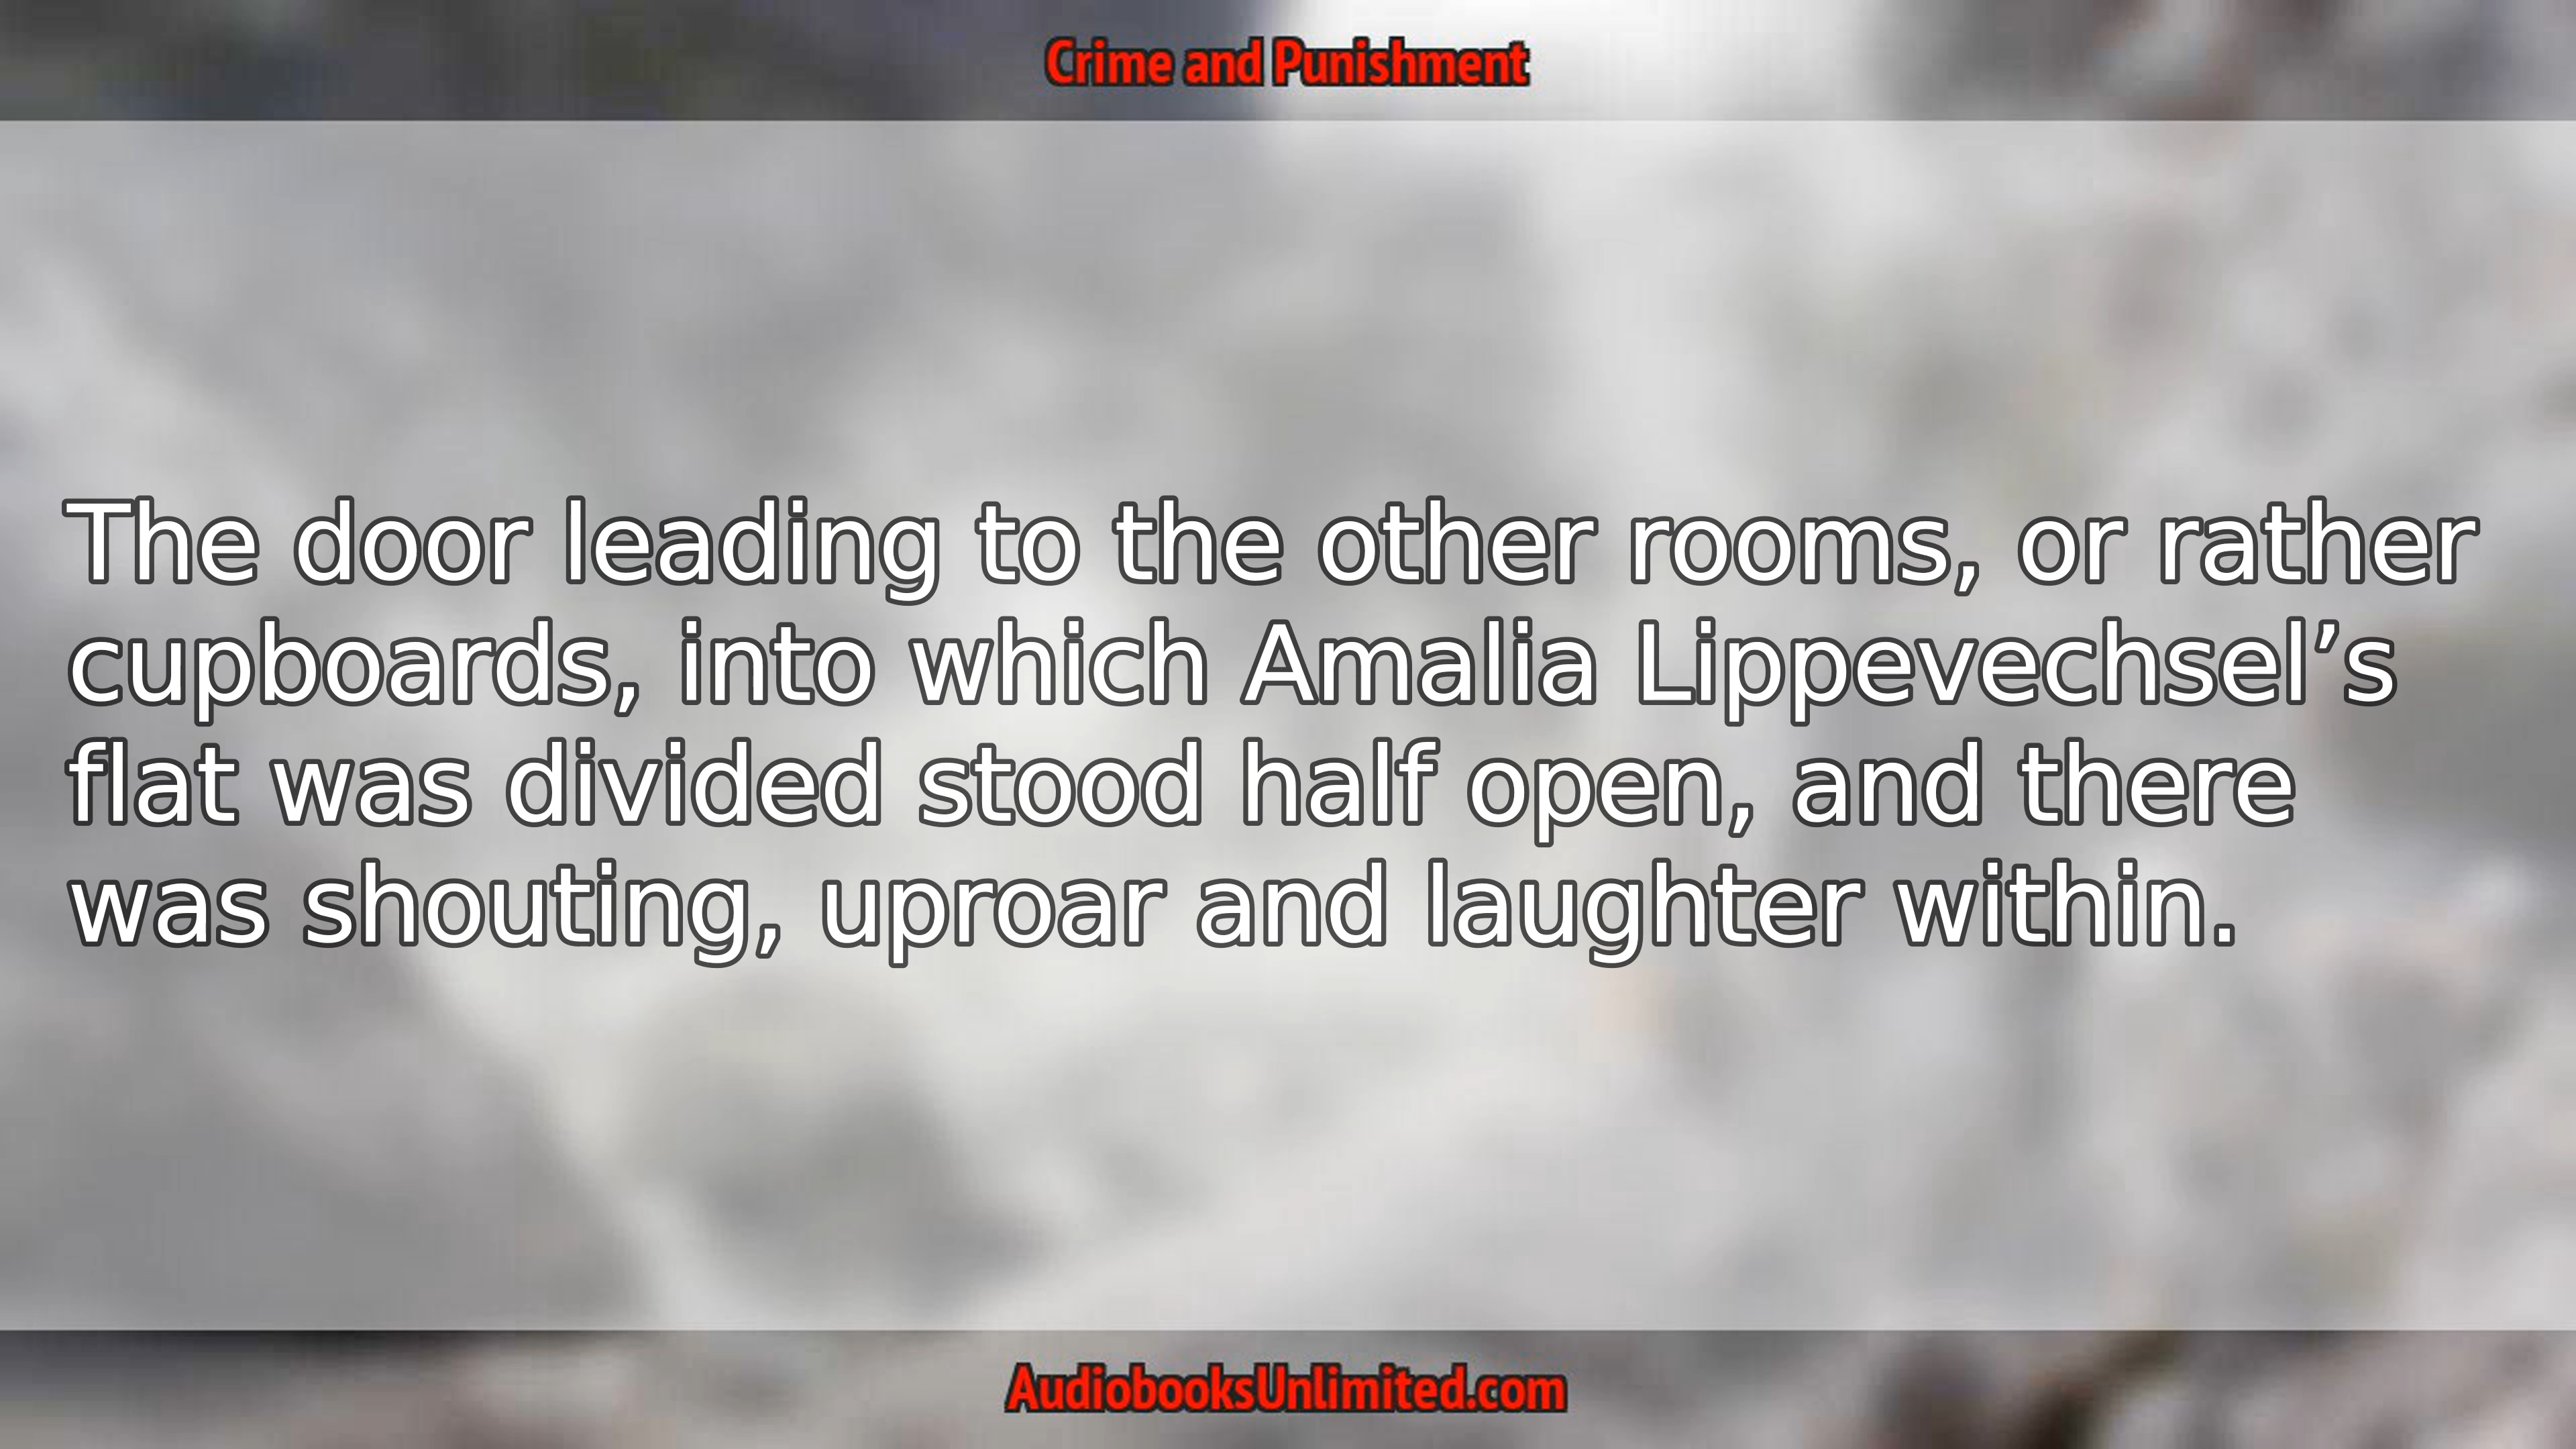 Crime and Punishment
The door leading to the other rooms, or rather
cupboards, into which Amalia Lippevechsel’s
flat was divided stood half open, and there
was shouting, uproar and laughter within.
AudiobooksUnlimited.com